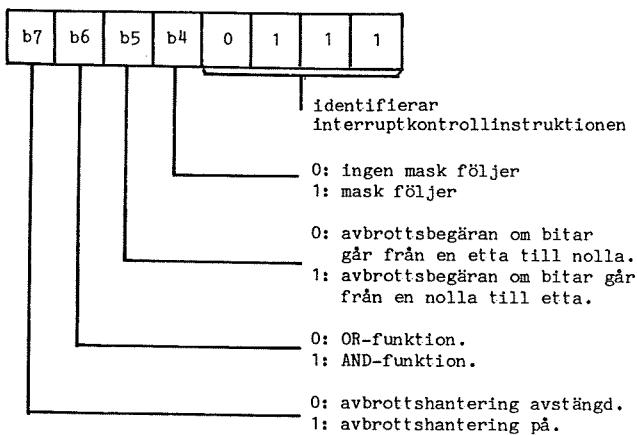 b7 b6 b5 b4 0 1 1 1
identifierar
interruptkontrollinstruktionen
0: ingen mask följer
1: mask följer
0: avbrottsbegäran om bitar
går från en etta till nolla.
1: avbrottsbegäran om bitar går
från en nolla till etta.
0: OR-funktion.
1: AND-funktion.
0: avbrottshantering avstängd.
1: avbrottshantering på.